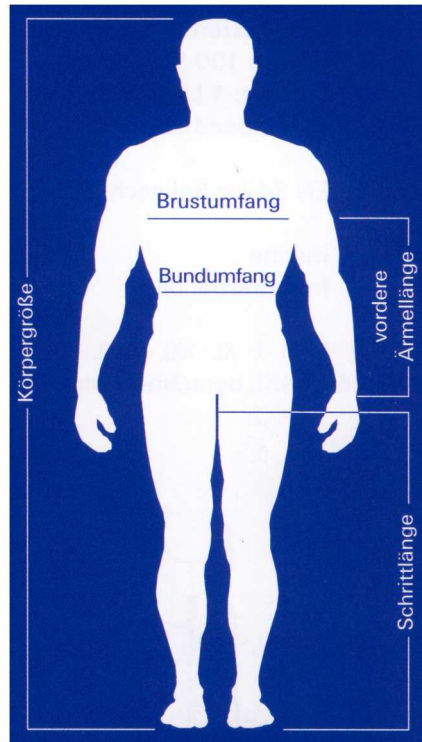 Brustumfang
Bundumfang
Körpergröße
vordere
Ärmellänge
Schrittlänge